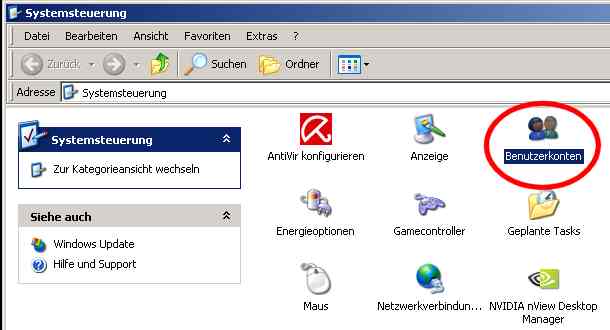 Systemsteuerung
Datei Bearbeiten Ansicht Favoriten Extras ?
Zurück Suchen Ordner
Adresse Systemsteuerung
Systemsteuerung
Zur Kategorieansicht wechseln
Siehe auch
Windows Update
Hilfe und Support
AntiVir konfigurieren Anzeige Benutzerkonten
Energieoptionen Gamecontroller Geplante Tasks
Maus Netzwerkverbindun... NVIDIA nView Desktop
Manager